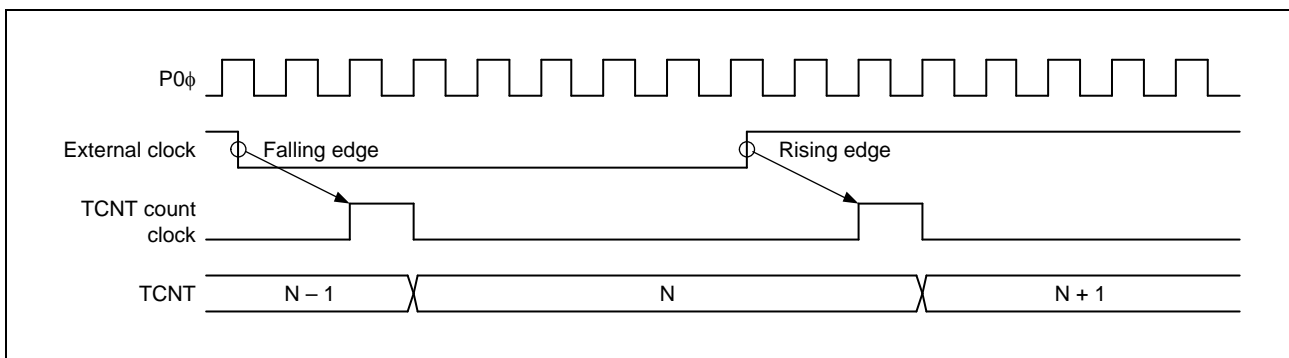 P0ϕ
External clock
Falling edge
Rising edge
TCNT count
clock
TCNT
N – 1
N
N + 1